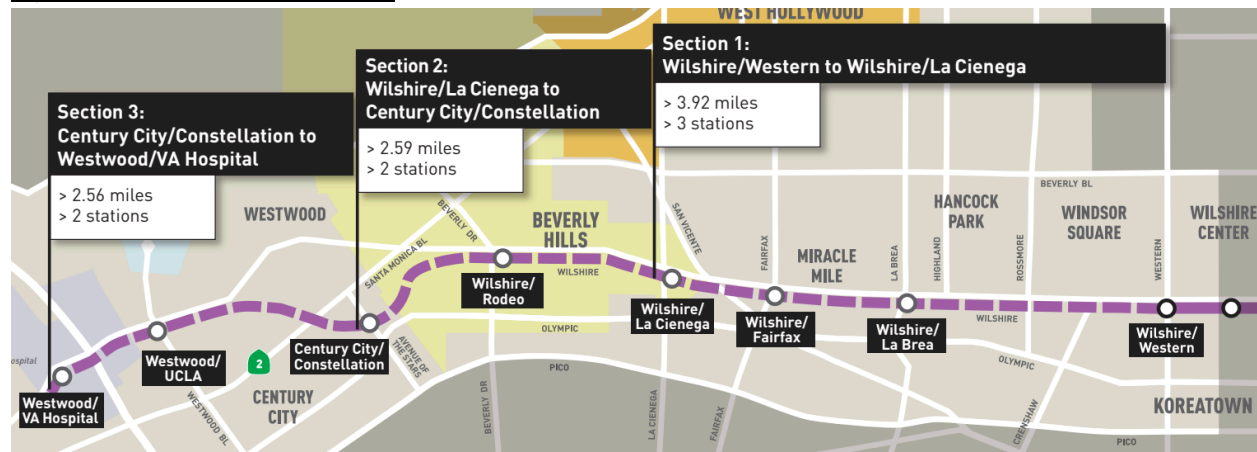 WEST HOLLYWOOD
Section 1:
Wilshire/Western to Wilshire/La Cienega
> 3.92 miles
> 3 stations
Section 2:
Wilshire/La Cienega to
Century City/Constellation
> 2.59 miles
> 2 stations
Section 3:
Century City/Constellation to
Westwood/VA Hospital
> 2.56 miles
> 2 stations
WESTWOOD
BEVERLY DR
SANTA MONICA BL
BEVERLY
HILLS
WILSHIRE
SAN VICENTE
FAIRFAX
MIRACLE
MILE
LA BREA
HIGHLAND
HANCOCK
PARK
ROSSMORE
BEVERLY BL
WINDSOR
SQUARE
WESTERN
WILSHIRE
CENTER
Wilshire/
Rodeo
Wilshire/
La Cienega
Wilshire/
Fairfax
Wilshire/
La Brea
WILSHIRE
Wilshire/
Western
OLYMPIC
Century City/
Constellation
AVENUE OF
THE STARS
Westwood/
UCLA
2
ospital
Westwood/
VA Hospital
WESTWOOD BL
CENTURY
CITY
PICO
BEVERLY DR
LA CIENEGA
FAIRFAX
OLYMPIC
CRENSHAW
KOREATOWN
PICO